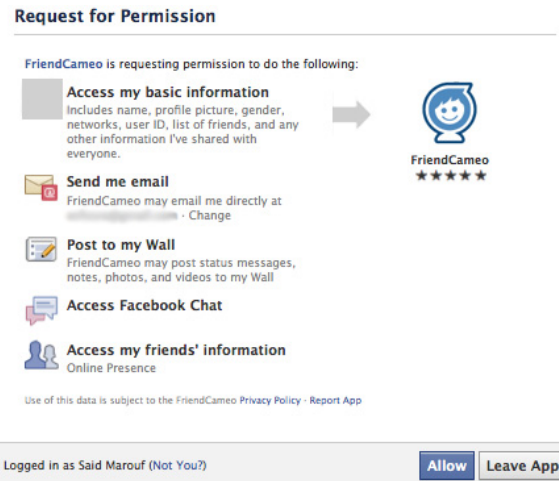 Request for Permission
FriendCameo is requesting permission to do the following:
Access my basic information
Includes name, profile picture, gender,
networks, user ID, list of friends, and any
other information I've shared with
everyone.
FriendCameo
★★★★★
Send me email
FriendCameo may email me directly at
· Change
Post to my Wall
FriendCameo may post status messages,
notes, photos, and videos to my Wall
Access Facebook Chat
Access my friends' information
Online Presence
Use of this data is subject to the FriendCameo Privacy Policy · Report App
Logged in as Said Marouf (Not You?)
Allow
Leave App